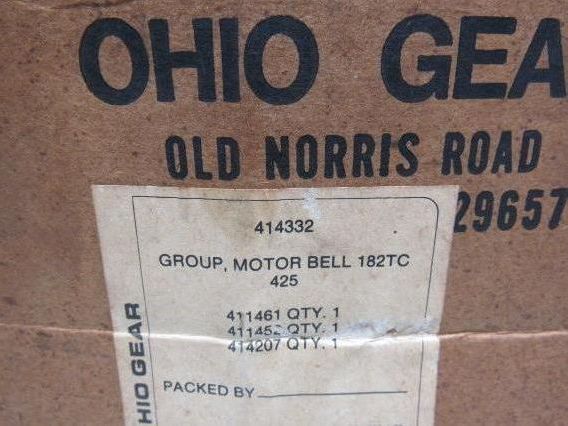 OHIO GEA
OLD NORRIS ROAD
29657
414332
GROUP, MOTOR BELL 182TC
425
411461 QTY. 1
411452 QTY. 1
414207 QTY. 1
PACKED BY
HIO GEAR